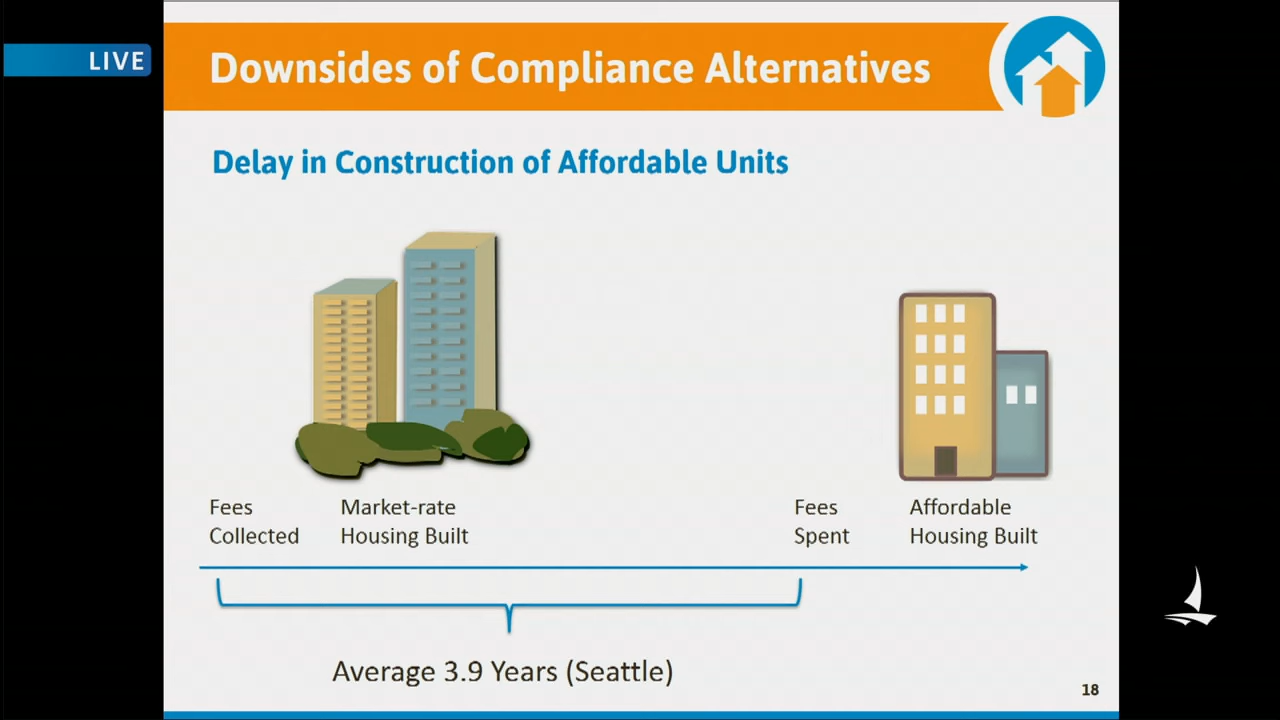 LIVE
Downsides of Compliance Alternatives
Delay in Construction of Affordable Units
Fees
Collected
Market-rate
Housing Built
Fees
Spent
Affordable
Housing Built
Average 3.9 Years (Seattle)
18